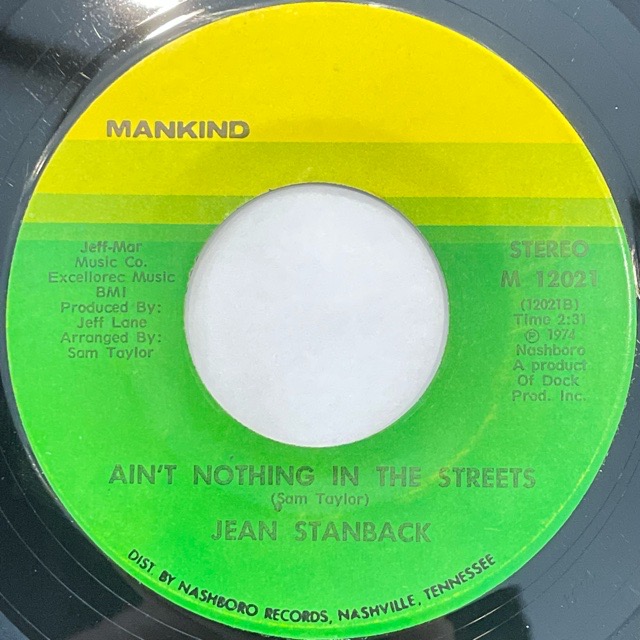 MANKIND
Jeff-Mar
Music Co.
Excellorec Music
BMI
Produced By:
Jeff Lane
Arranged By:
Sam Taylor
STEREO
M 12021
(12021B)
Time 2:31
℗ 1974
Nashboro
A product
Of Dock
Prod. Inc.
AIN'T NOTHING IN THE STREETS
(Sam Taylor)
JEAN STANBACK
DIST BY NASHBORO RECORDS, NASHVILLE, TENNESSEE